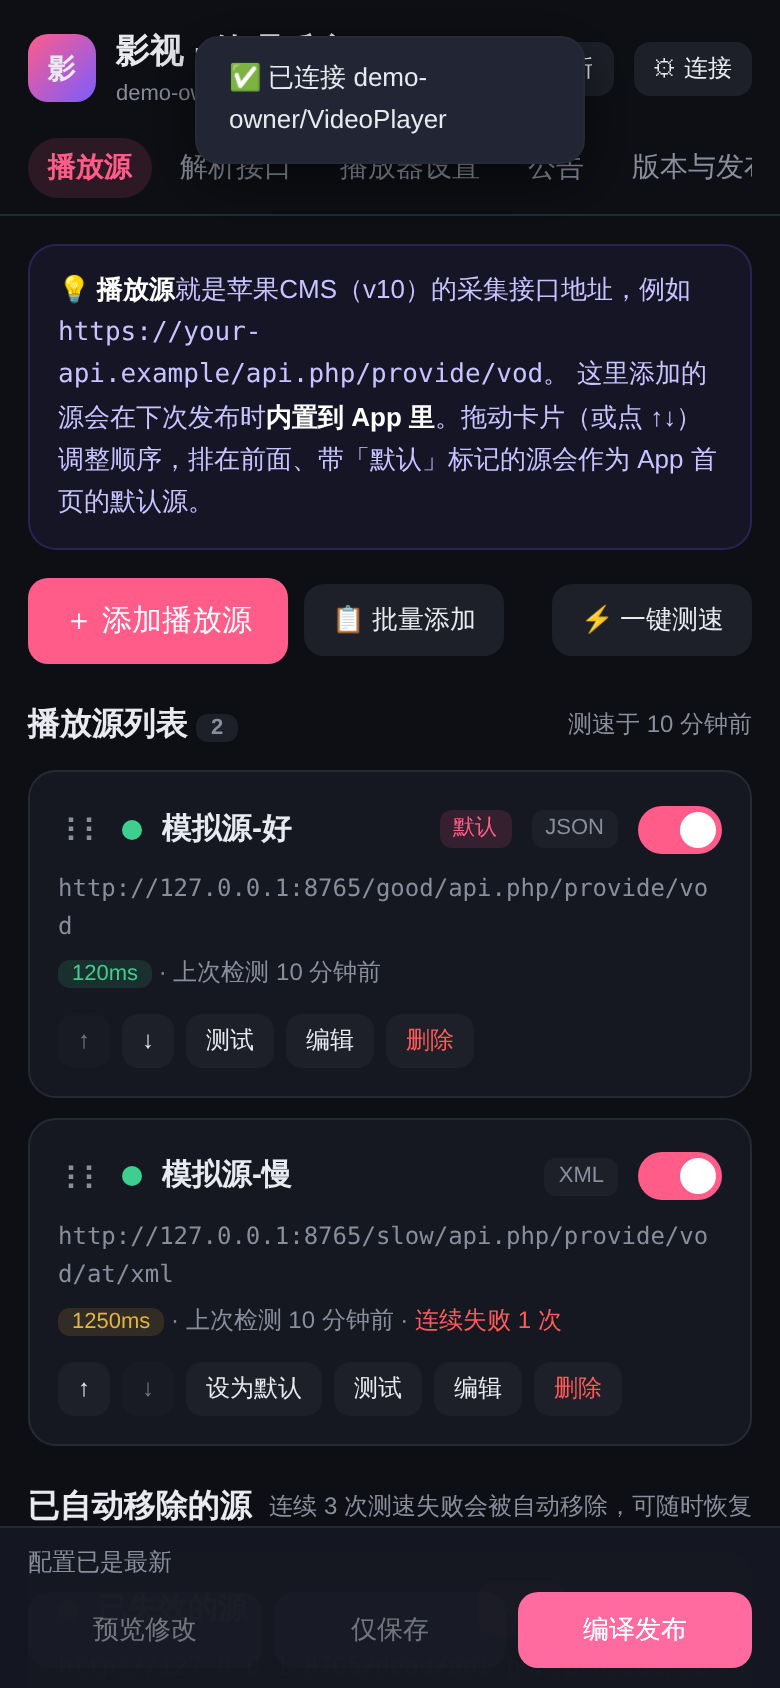 影
影视
demo-ow
✅ 已连接 demo-
owner/VideoPlayer
连接
播放源
解析接口
播放器设置
公告
版本与发布
💡 播放源就是苹果CMS（v10）的采集接口地址，例如
https://your-
api.example/api.php/provide/vod。 这里添加的
源会在下次发布时内置到 App 里。拖动卡片（或点 ↑↓）
调整顺序，排在前面、带「默认」标记的源会作为 App 首
页的默认源。
＋ 添加播放源
📋 批量添加
⚡ 一键测速
播放源列表 2
测速于 10 分钟前
模拟源-好
默认
JSON
http://127.0.0.1:8765/good/api.php/provide/vo
d
120ms · 上次检测 10 分钟前
↑
↓
测试
编辑
删除
模拟源-慢
XML
http://127.0.0.1:8765/slow/api.php/provide/vo
d/at/xml
1250ms · 上次检测 10 分钟前 · 连续失败 1 次
↑
↓
设为默认
测试
编辑
删除
已自动移除的源
连续 3 次测速失败会被自动移除，可随时恢复
配置已是最新
预览修改
仅保存
编译发布